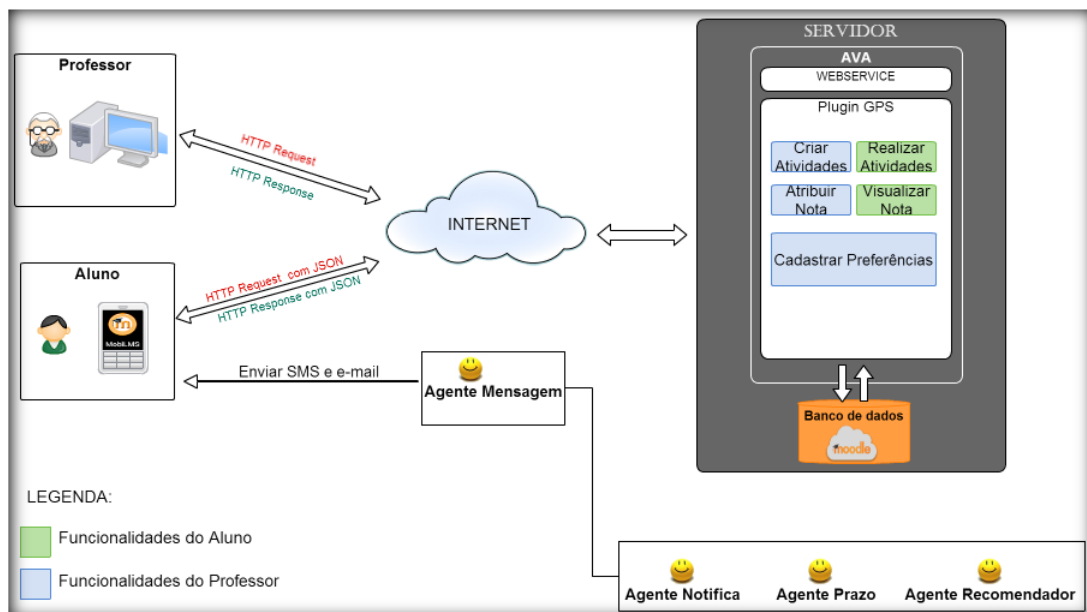 Professor
HTTP Request
HTTP Response
Aluno
MobiLMS
HTTP Request com JSON
HTTP Response com JSON
INTERNET
Enviar SMS e e-mail
Agente Mensagem
SERVIDOR
AVA
WEBSERVICE
Plugin GPS
Criar
Atividades
Realizar
Atividades
Atribuir
Nota
Visualizar
Nota
Cadastrar Preferências
Banco de dados
moodle
LEGENDA:
Funcionalidades do Aluno
Funcionalidades do Professor
Agente Notifica
Agente Prazo
Agente Recomendador